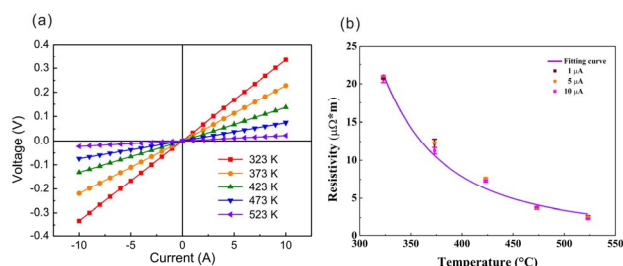 (a)
0.4
0.3
0.2
0.1
0.0
-0.1
-0.2
-0.3
-0.4
Voltage (V)
323 K
373 K
423 K
473 K
523 K
-10 -5 0 5 10
Current (A)
(b)
25
20
15
10
5
0
Resistivity (μΩ*m)
Fitting curve
1 μA
5 μA
10 μA
300 350 400 450 500 550
Temperature (°C)